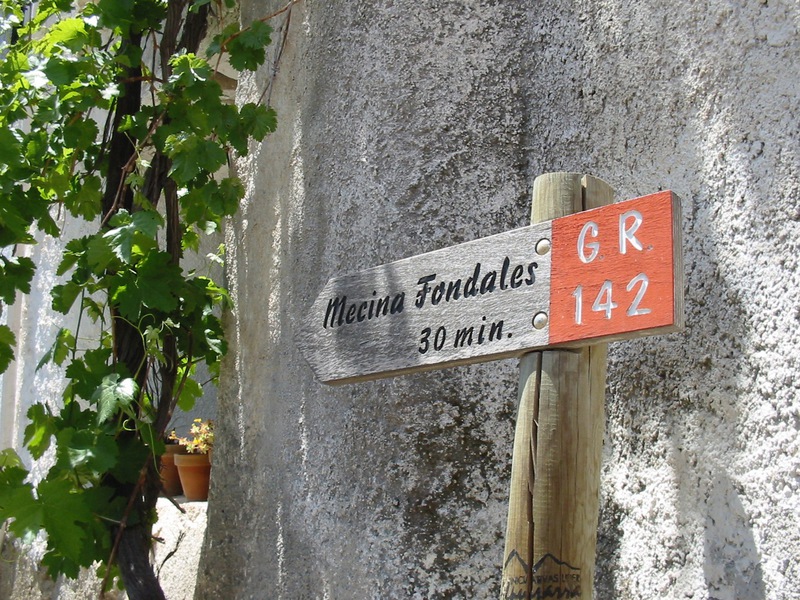 Mecina Fondales
30 min.
G.R.
142